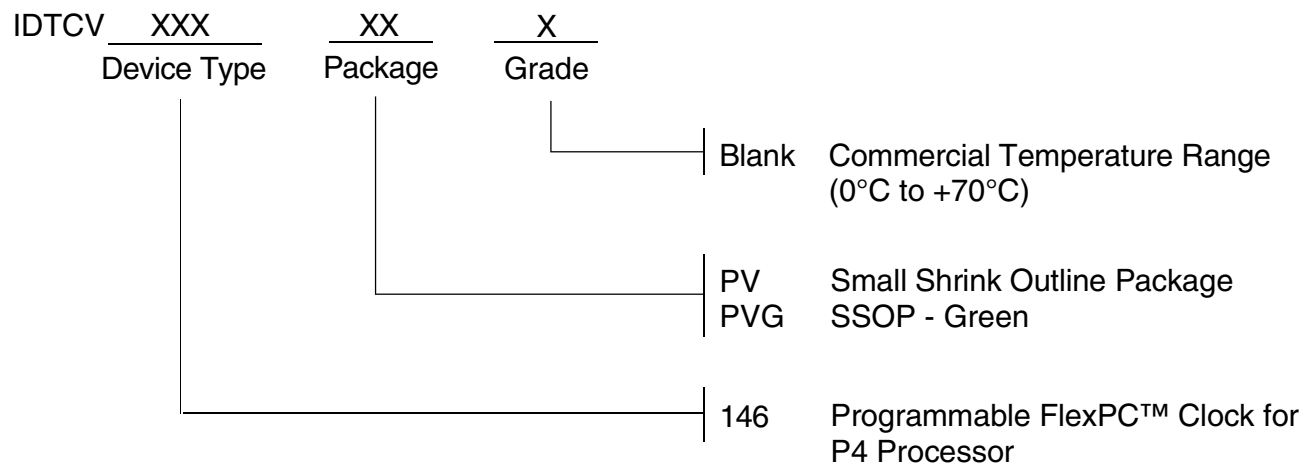 IDTCV XXX XX X
Device Type Package Grade
Blank Commercial Temperature Range
(0°C to +70°C)
PV Small Shrink Outline Package
PVG SSOP - Green
146 Programmable FlexPC™ Clock for
P4 Processor